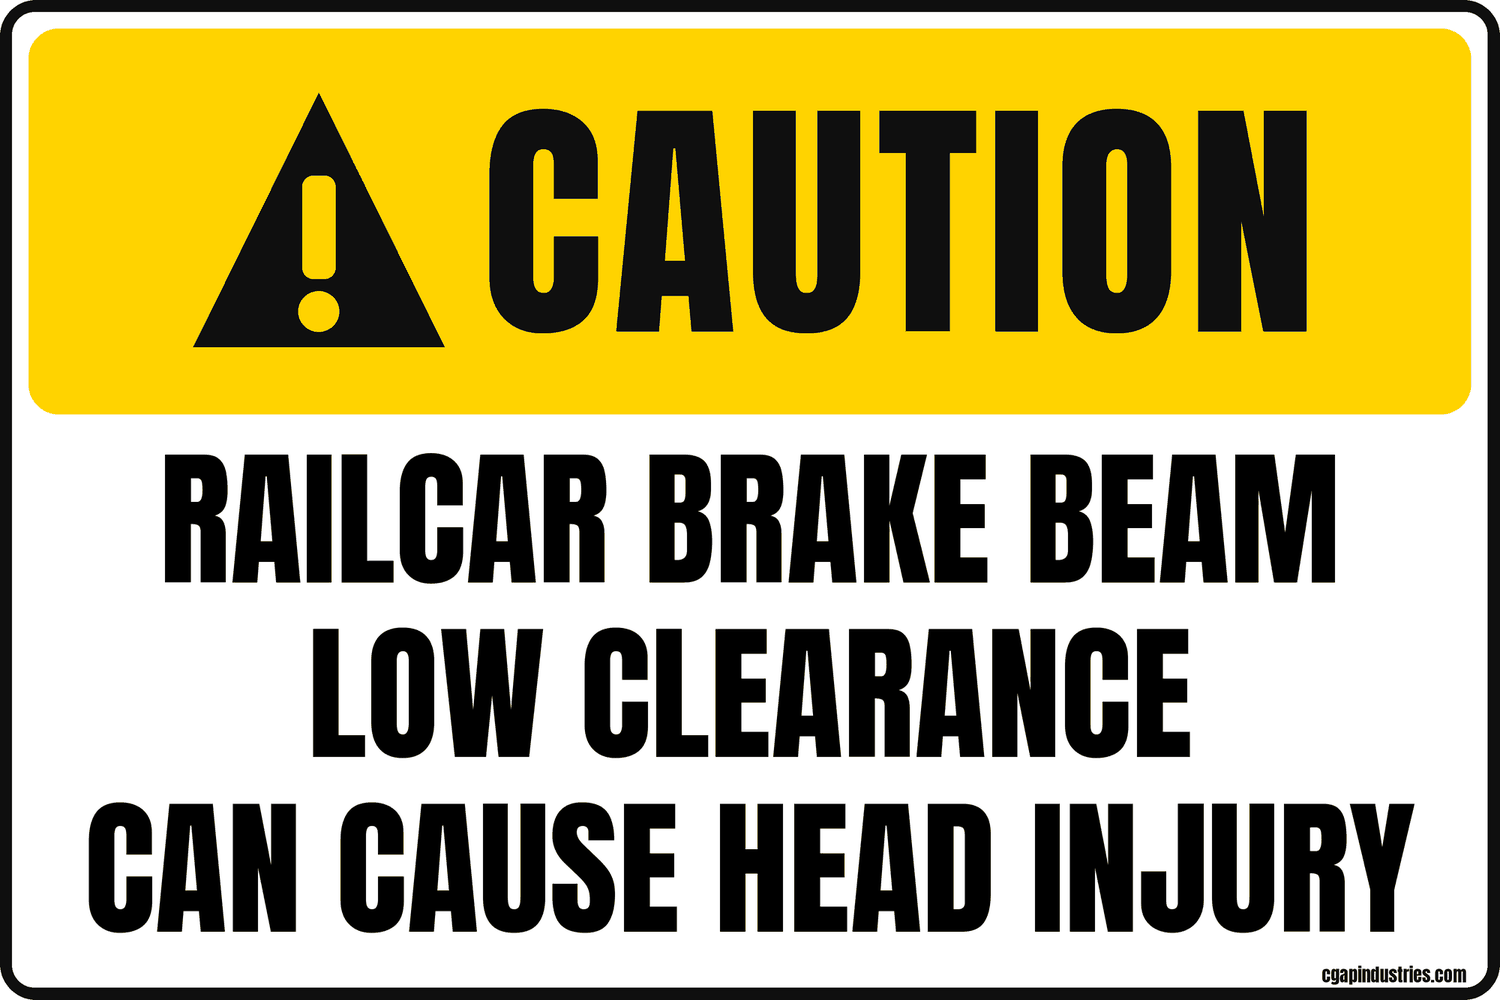 CAUTION
RAILCAR BRAKE BEAM
LOW CLEARANCE
CAN CAUSE HEAD INJURY
cgapindustries.com